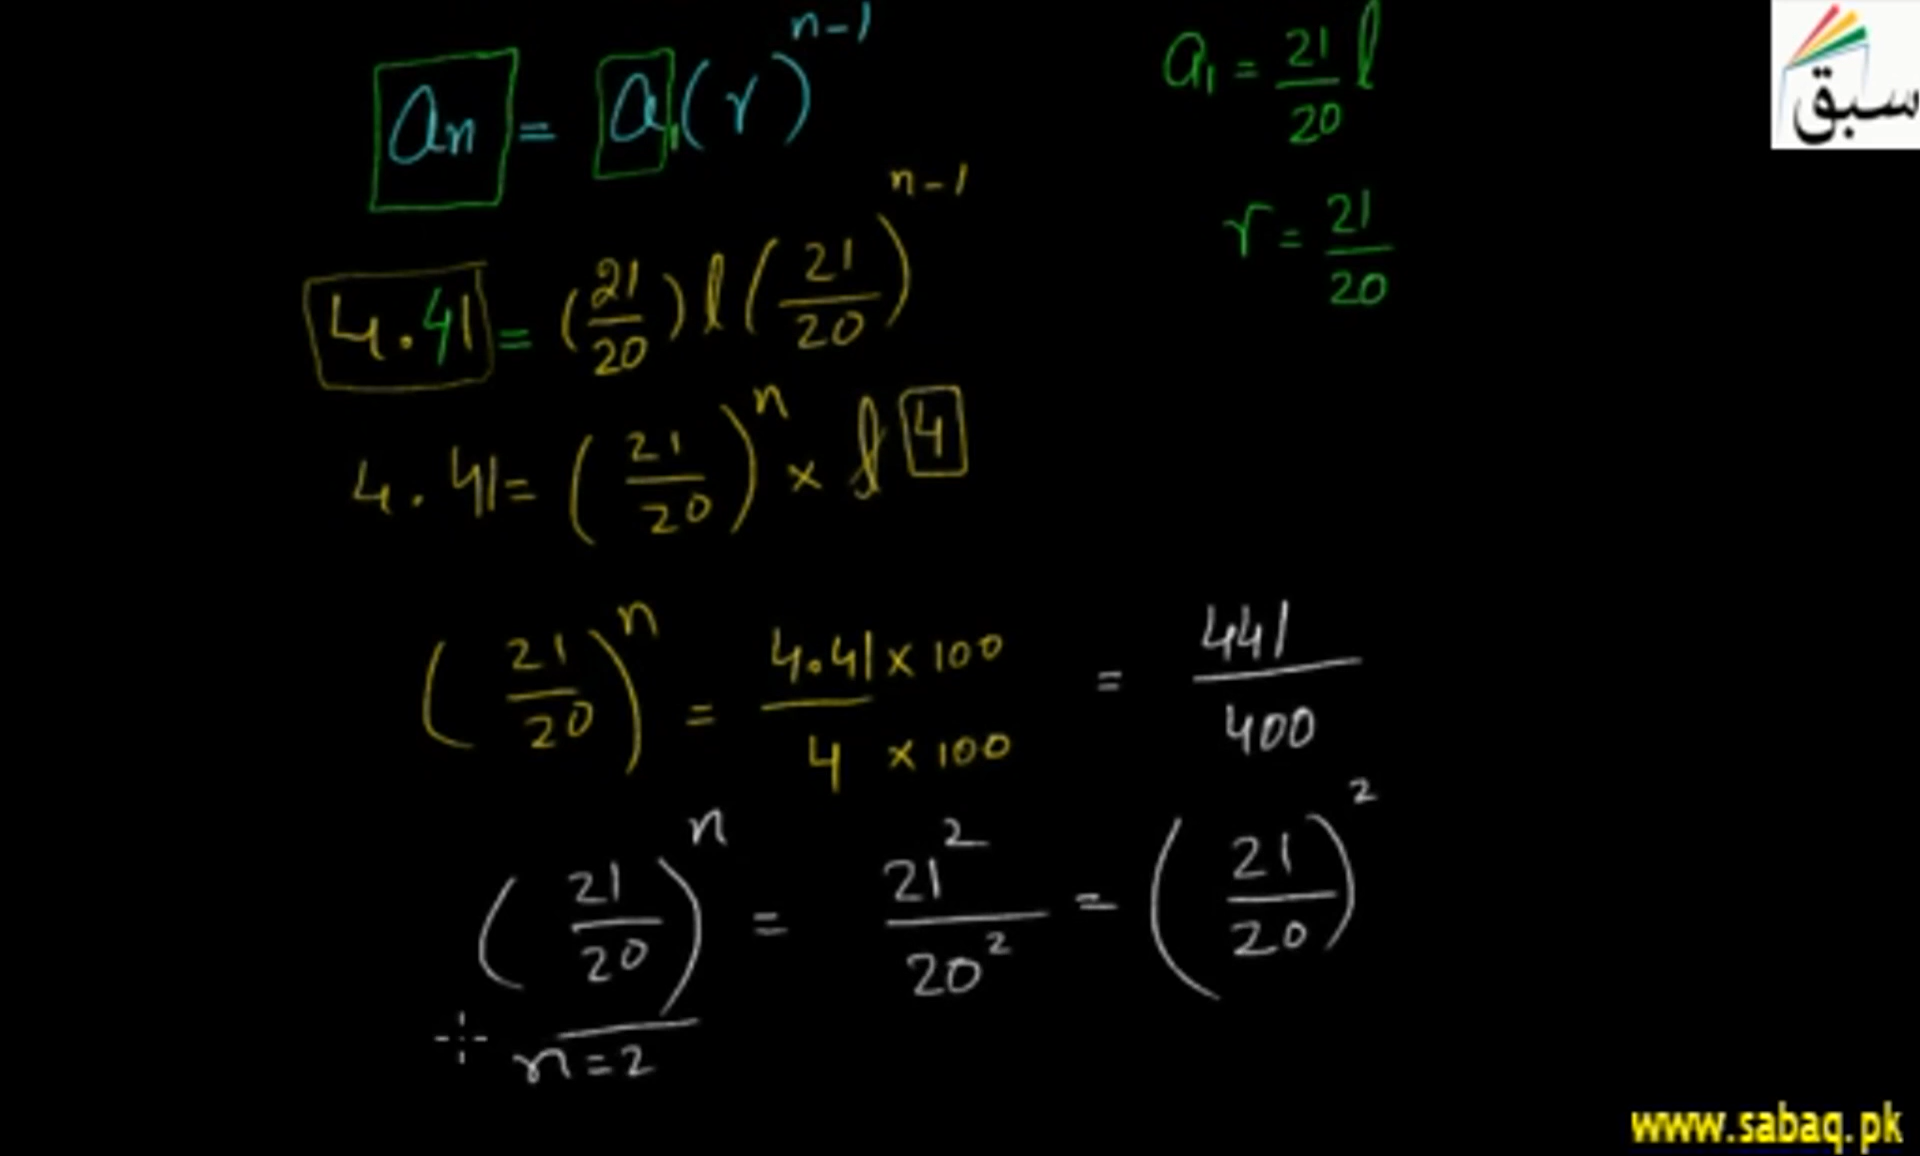 aₙ = a₁(r)ⁿ⁻¹
a₁ = 21/20 l
سبق
r = 21/20
4.41 = (21/20) l (21/20)ⁿ⁻¹
4.41 = (21/20)ⁿ × l 4
(21/20)ⁿ = 4.41 × 100 / 4 × 100 = 441/400
(21/20)ⁿ = 21²/20² = (21/20)²
n = 2
www.sabaq.pk